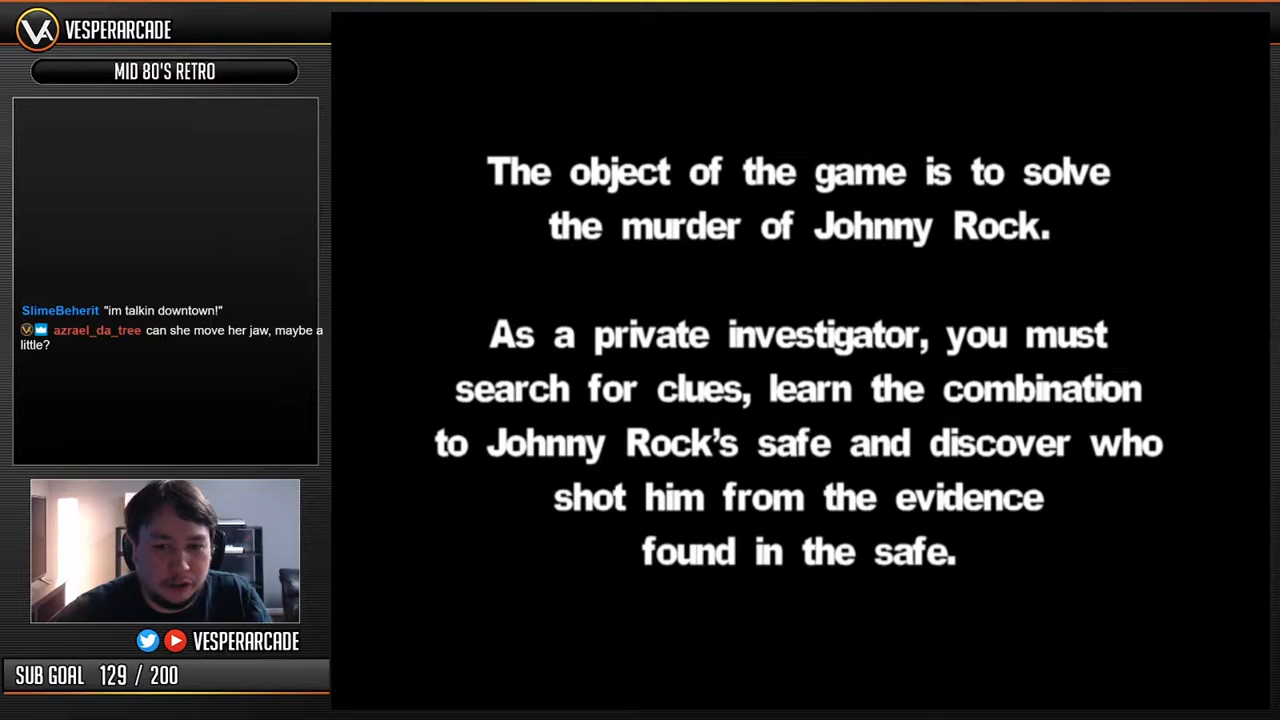 VESPERARCADE
MID 80'S RETRO
SlimeBeherit "im talkin downtown!"
azrael_da_tree can she move her jaw, maybe a
little?
VESPERARCADE
SUB GOAL 129 / 200
The object of the game is to solve
the murder of Johnny Rock.
As a private investigator, you must
search for clues, learn the combination
to Johnny Rock's safe and discover who
shot him from the evidence
found in the safe.